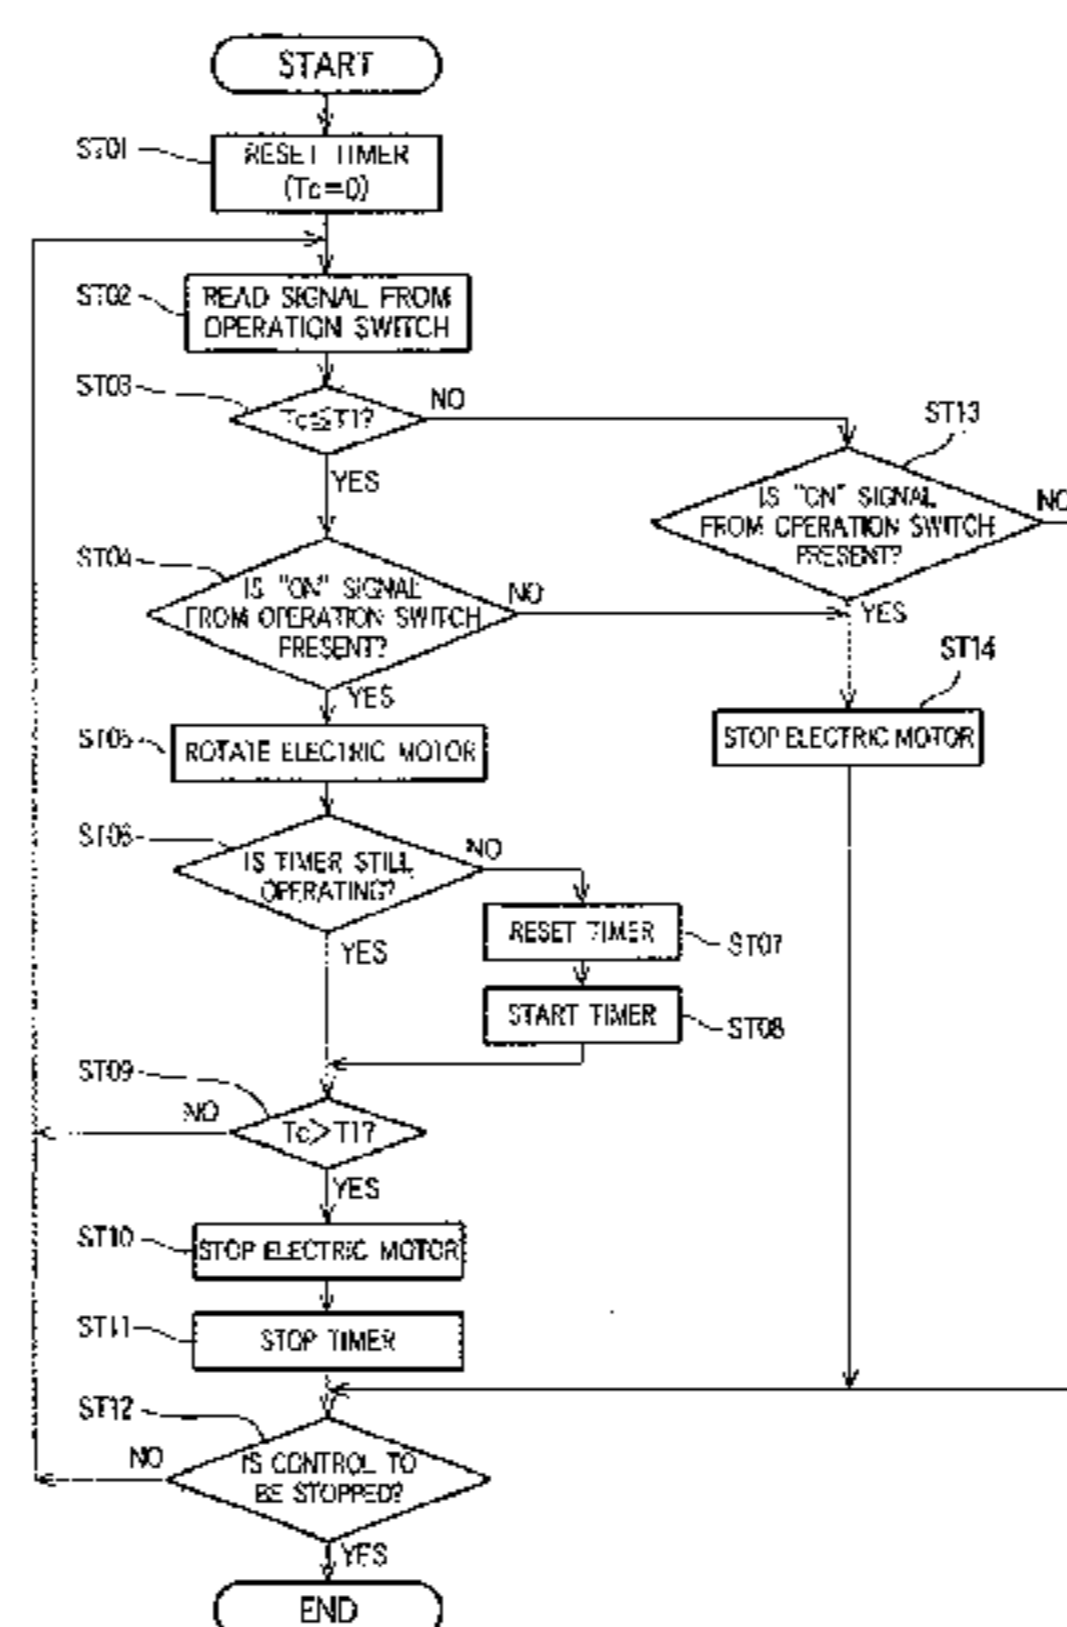 START
ST01
RESET TIMER
(Tc=0)
ST02
READ SIGNAL FROM
OPERATION SWITCH
ST03
Tc≦T1?
NO
YES
ST13
IS "ON" SIGNAL
FROM OPERATION SWITCH
PRESENT?
NO
YES
ST04
IS "ON" SIGNAL
FROM OPERATION SWITCH
PRESENT?
NO
YES
ST14
STOP ELECTRIC MOTOR
ST05
ROTATE ELECTRIC MOTOR
ST06
IS TIMER STILL
OPERATING?
NO
YES
RESET TIMER
ST07
START TIMER
ST08
ST09
Tc>T1?
NO
YES
ST10
STOP ELECTRIC MOTOR
ST11
STOP TIMER
ST12
IS CONTROL TO
BE STOPPED?
NO
YES
END